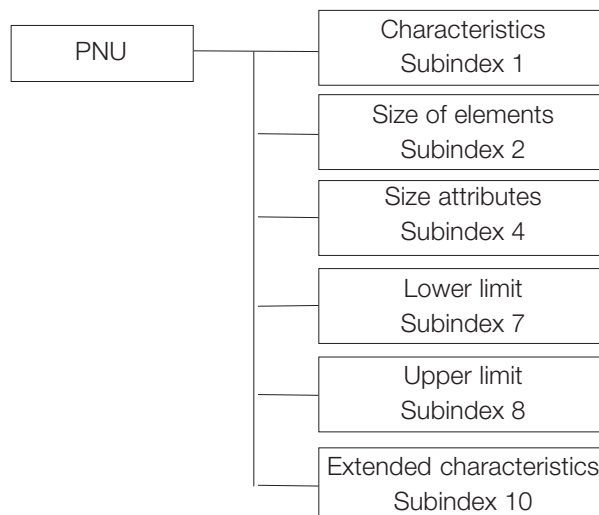 PNU
Characteristics
Subindex 1
Size of elements
Subindex 2
Size attributes
Subindex 4
Lower limit
Subindex 7
Upper limit
Subindex 8
Extended characteristics
Subindex 10